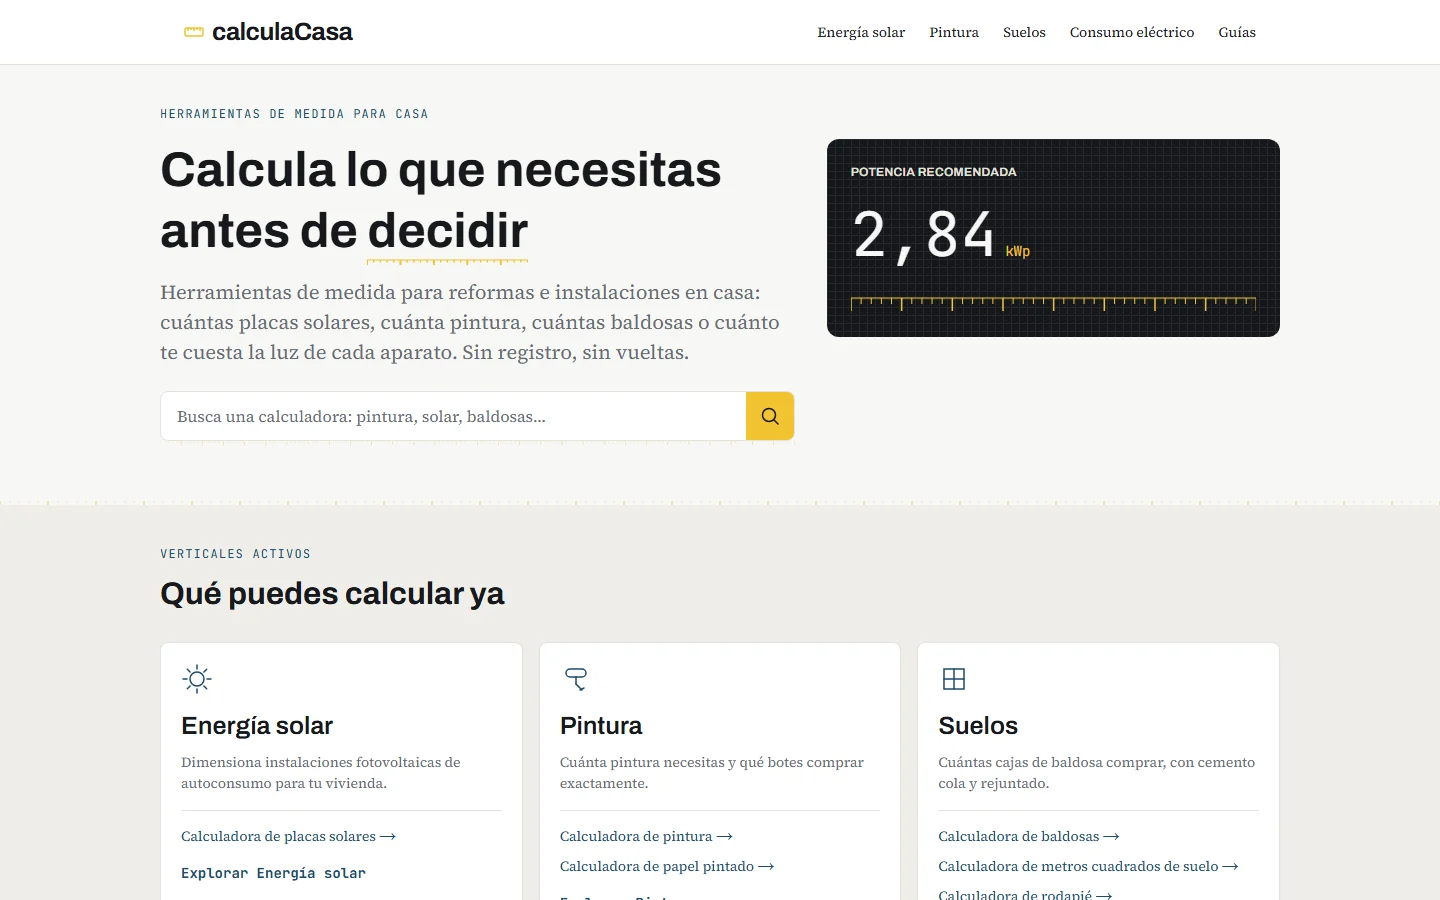 calculaCasa
Energía solar
Pintura
Suelos
Consumo eléctrico
Guías
HERRAMIENTAS DE MEDIDA PARA CASA
Calcula lo que necesitas
antes de decidir
Herramientas de medida para reformas e instalaciones en casa:
cuántas placas solares, cuánta pintura, cuántas baldosas o cuánto
te cuesta la luz de cada aparato. Sin registro, sin vueltas.
Busca una calculadora: pintura, solar, baldosas...
POTENCIA RECOMENDADA
2,84 kWp
VERTICALES ACTIVOS
Qué puedes calcular ya
Energía solar
Dimensiona instalaciones fotovoltaicas de
autoconsumo para tu vivienda.
Calculadora de placas solares →
Explorar Energía solar
Pintura
Cuánta pintura necesitas y qué botes comprar
exactamente.
Calculadora de pintura →
Calculadora de papel pintado →
Suelos
Cuántas cajas de baldosa comprar, con cemento
cola y rejuntado.
Calculadora de baldosas →
Calculadora de metros cuadrados de suelo →
Calculadora de rodapié →